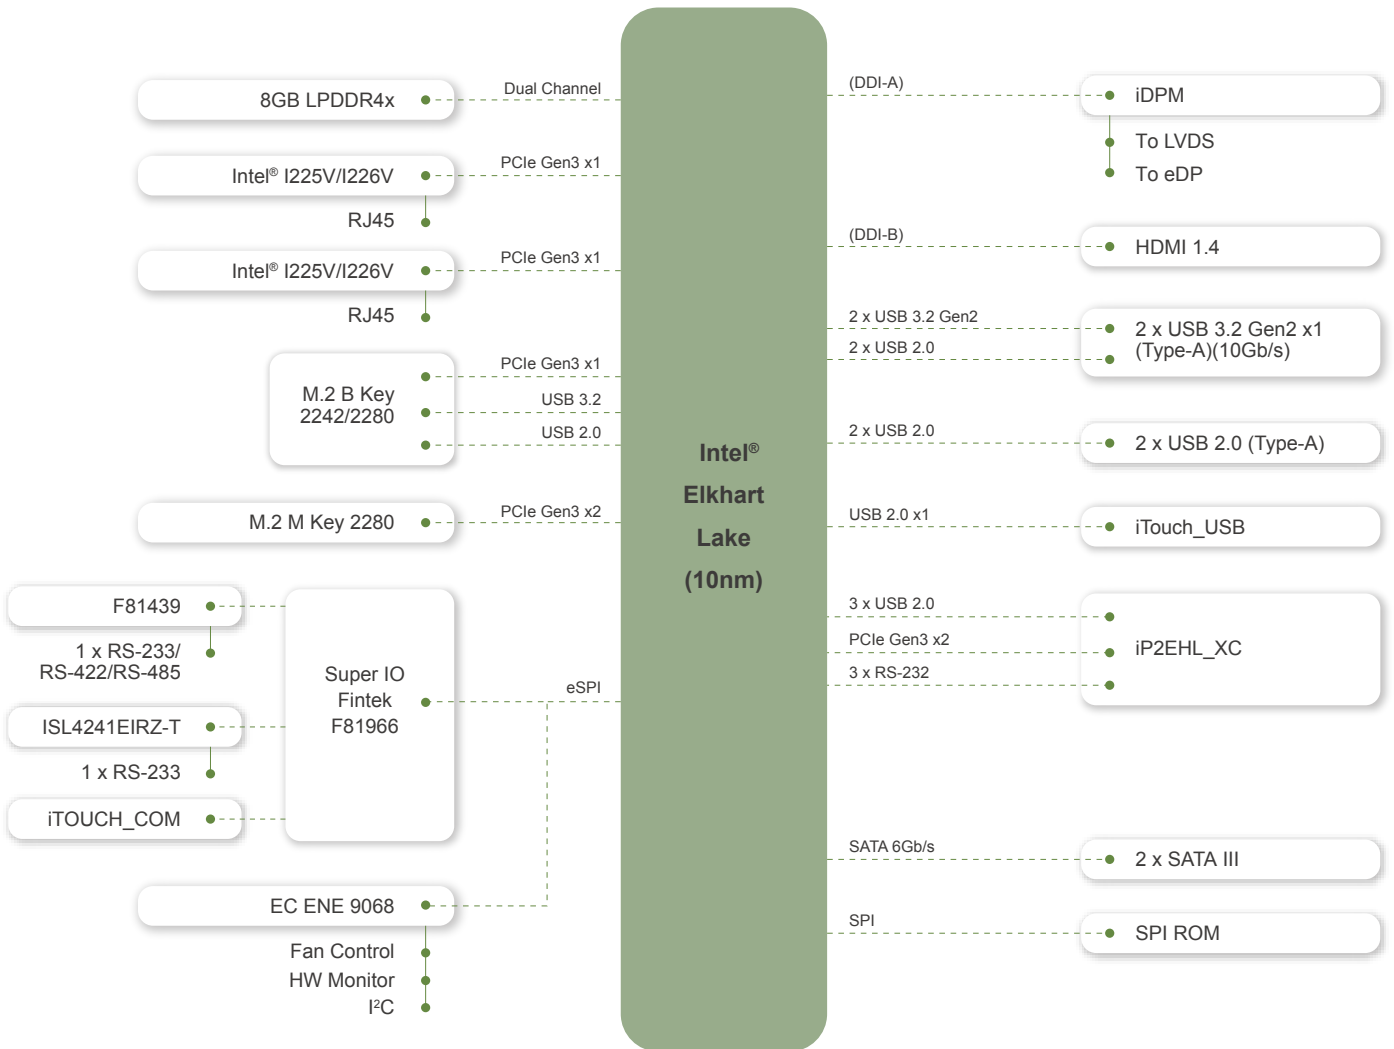 Dual Channel
8GB LPDDR4x
PCIe Gen3 x1
Intel® I225V/I226V
RJ45
PCIe Gen3 x1
Intel® I225V/I226V
RJ45
PCIe Gen3 x1
M.2 B Key
2242/2280
USB 3.2
USB 2.0
PCIe Gen3 x2
M.2 M Key 2280
F81439
1 x RS-233/
RS-422/RS-485
ISL4241EIRZ-T
1 x RS-233
iTOUCH_COM
Super IO
Fintek
F81966
eSPI
EC ENE 9068
Fan Control
HW Monitor
I²C
Intel®
Elkhart
Lake
(10nm)
(DDI-A)
iDPM
To LVDS
To eDP
(DDI-B)
HDMI 1.4
2 x USB 3.2 Gen2
2 x USB 2.0
2 x USB 3.2 Gen2 x1
(Type-A)(10Gb/s)
2 x USB 2.0
2 x USB 2.0 (Type-A)
USB 2.0 x1
iTouch_USB
3 x USB 2.0
PCIe Gen3 x2
3 x RS-232
iP2EHL_XC
SATA 6Gb/s
2 x SATA III
SPI
SPI ROM